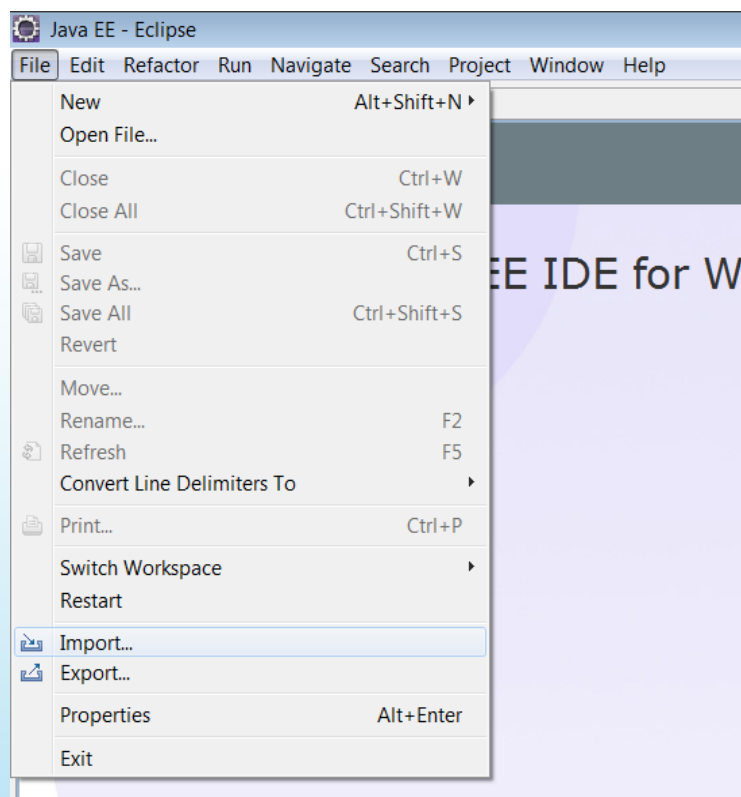 Java EE - Eclipse
File Edit Refactor Run Navigate Search Project Window Help
New Alt+Shift+N
Open File...
Close Ctrl+W
Close All Ctrl+Shift+W
Save Ctrl+S
EE IDE for W
Save As...
Save All Ctrl+Shift+S
Revert
Move...
Rename... F2
Refresh F5
Convert Line Delimiters To
Print... Ctrl+P
Switch Workspace
Restart
Import...
Export...
Properties Alt+Enter
Exit